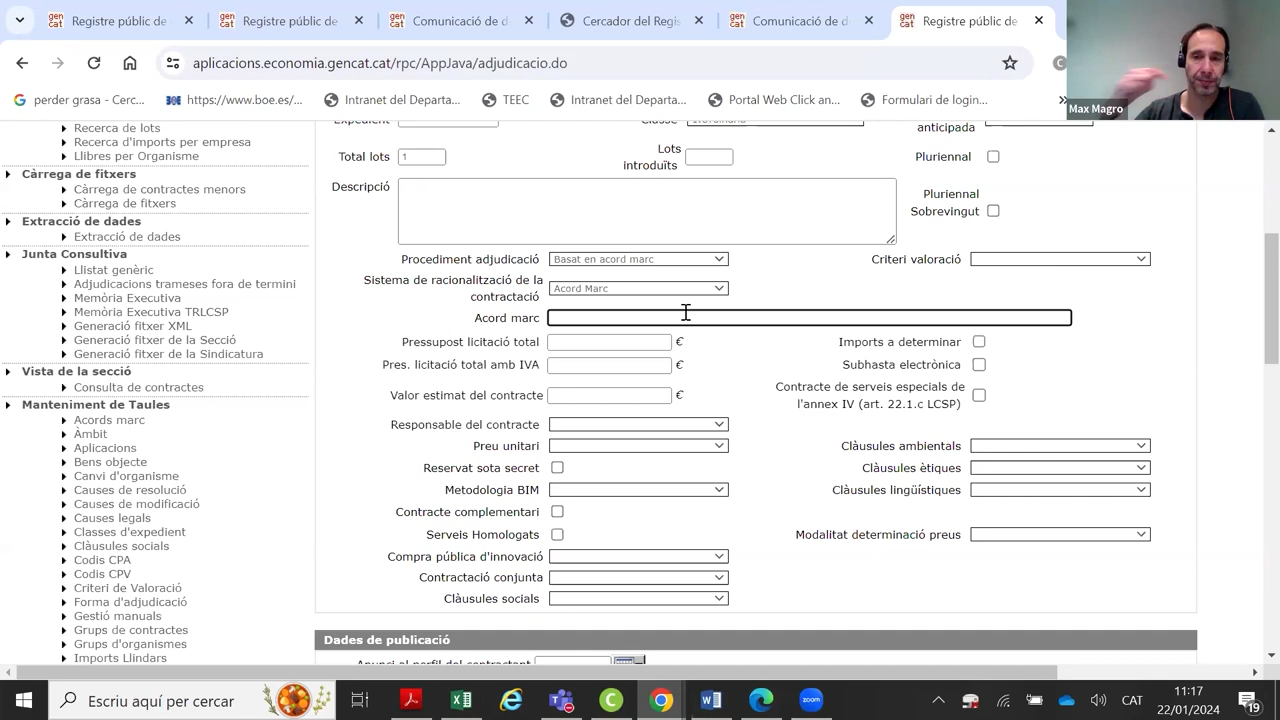 Registre públic de
Registre públic de
Comunicació de d
Cercador del Regis
Comunicació de d
Registre públic de
aplicacions.economia.gencat.cat/rpc/AppJava/adjudicacio.do
perder grasa - Cerc...
https://www.boe.es/...
Intranet del Departa...
TEEC
Intranet del Departa...
Portal Web Click an...
Formulari de login...
Max Magro
Recerca de lots
Recerca d'imports per empresa
Llibres per Organisme
Càrrega de fitxers
Càrrega de contractes menors
Càrrega de fitxers
Extracció de dades
Extracció de dades
Junta Consultiva
Llistat genèric
Adjudicacions trameses fora de termini
Memòria Executiva
Memòria Executiva TRLCSP
Generació fitxer XML
Generació fitxer de la Secció
Generació fitxer de la Sindicatura
Vista de la secció
Consulta de contractes
Manteniment de Taules
Acords marc
Àmbit
Aplicacions
Bens objecte
Canvi d'organisme
Causes de resolució
Causes de modificació
Causes legals
Classes d'expedient
Clàusules socials
Codis CPA
Codis CPV
Criteri de Valoració
Forma d'adjudicació
Gestió manuals
Grups de contractes
Grups d'organismes
Imports Llindars
Expedient
Classe
anticipada
Total lots 1
Lots introduïts
Pluriennal
Descripció
Pluriennal
Sobrevingut
Procediment adjudicació Basat en acord marc
Criteri valoració
Sistema de racionalització de la
contractació
Acord Marc
Acord marc
Pressupost licitació total €
Imports a determinar
Pres. licitació total amb IVA €
Subhasta electrònica
Valor estimat del contracte €
Contracte de serveis especials de
l'annex IV (art. 22.1.c LCSP)
Responsable del contracte
Preu unitari
Clàusules ambientals
Reservat sota secret
Clàusules ètiques
Metodologia BIM
Clàusules lingüístiques
Contracte complementari
Serveis Homologats
Modalitat determinació preus
Compra pública d'innovació
Contractació conjunta
Clàusules socials
Dades de publicació
Anunci al perfil del contractant
Escriu aquí per cercar
CAT
11:17
22/01/2024
19